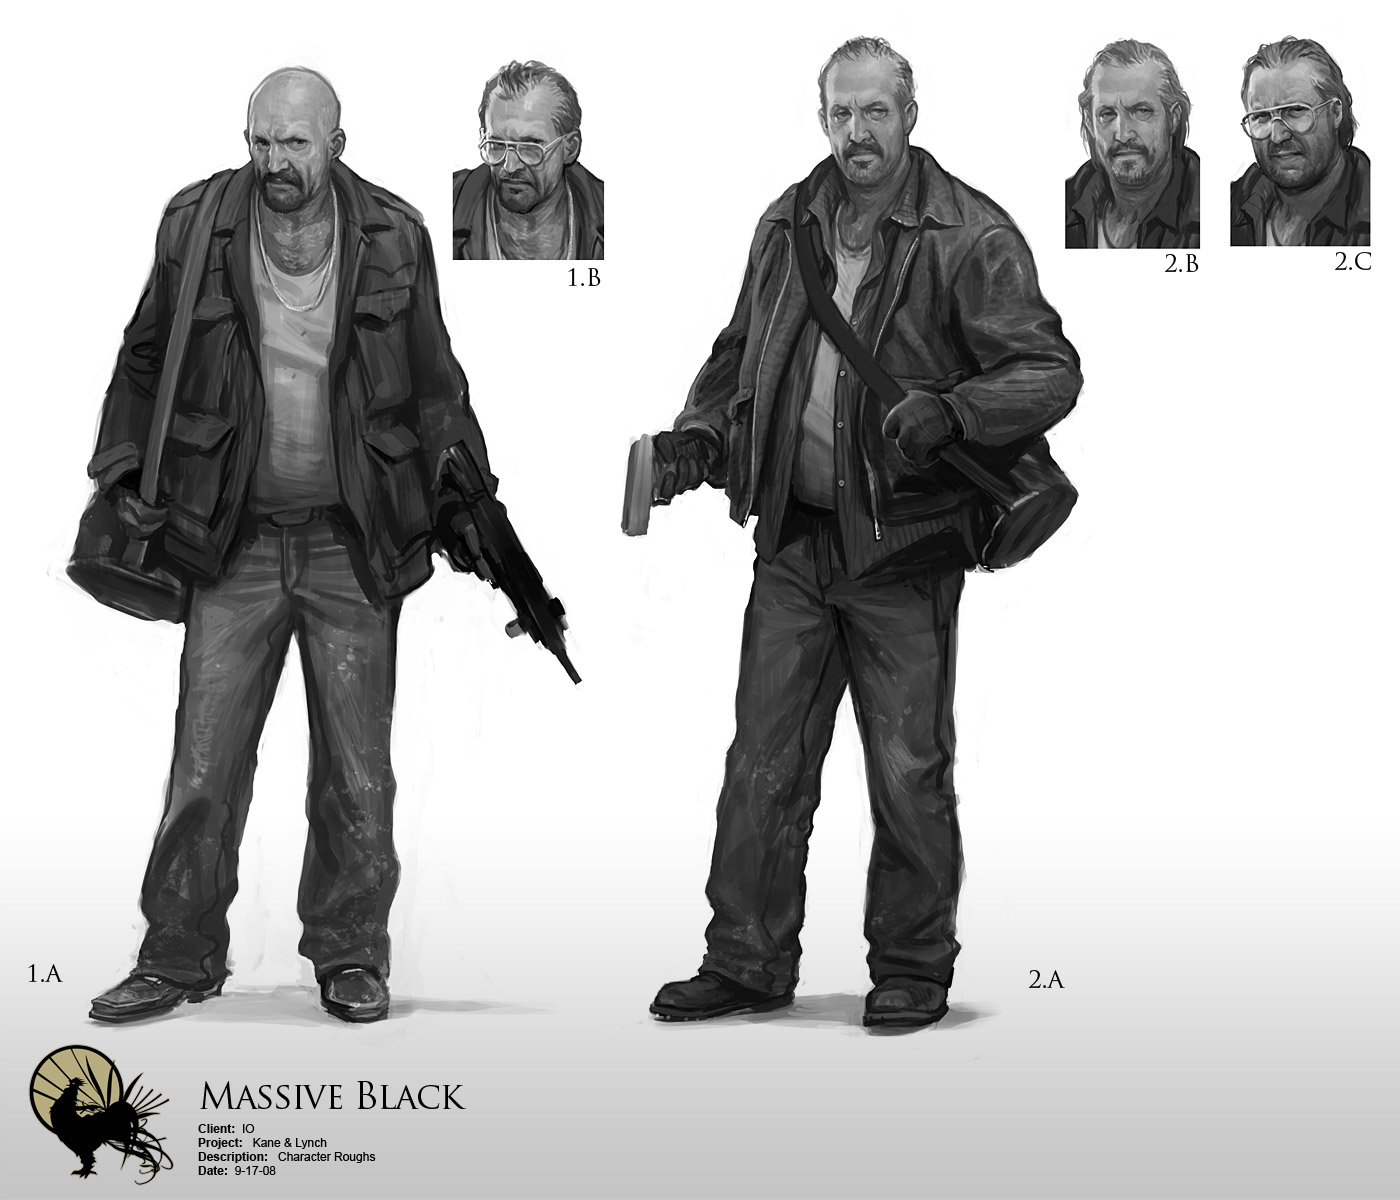 1.B
2.B
2.C
1.A
2.A
Massive Black
Client: IO
Project: Kane & Lynch
Description: Character Roughs
Date: 9-17-08